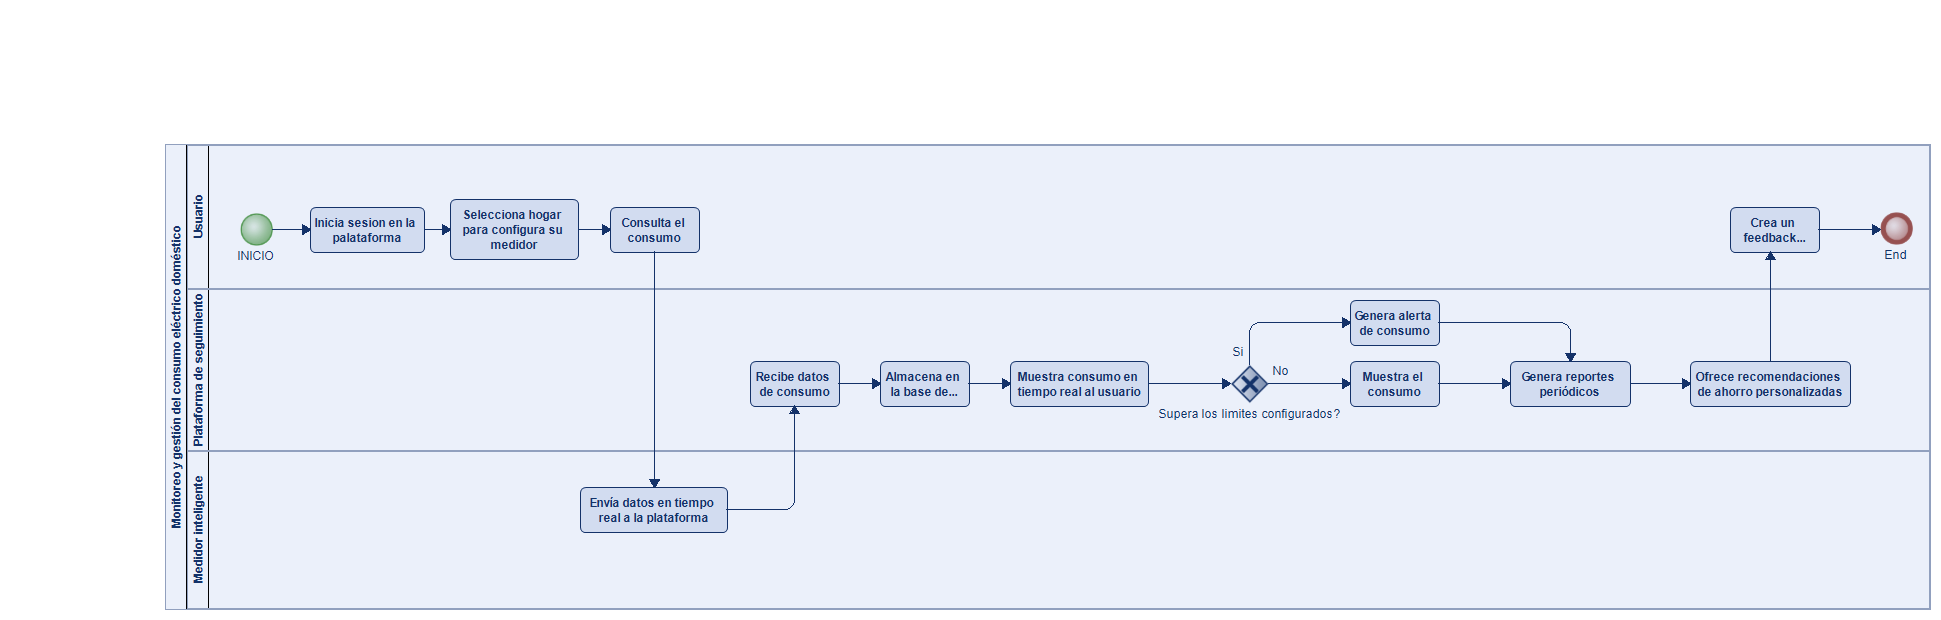 Monitoreo y gestión del consumo eléctrico doméstico
Usuario
INICIO
Inicia sesion en la
palataforma
Selecciona hogar
para configura su
medidor
Consulta el
consumo
Crea un
feedback...
End
Plataforma de seguimiento
Recibe datos
de consumo
Almacena en
la base de...
Muestra consumo en
tiempo real al usuario
Supera los limites configurados?
Si
No
Genera alerta
de consumo
Muestra el
consumo
Genera reportes
periódicos
Ofrece recomendaciones
de ahorro personalizadas
Medidor inteligente
Envía datos en tiempo
real a la plataforma